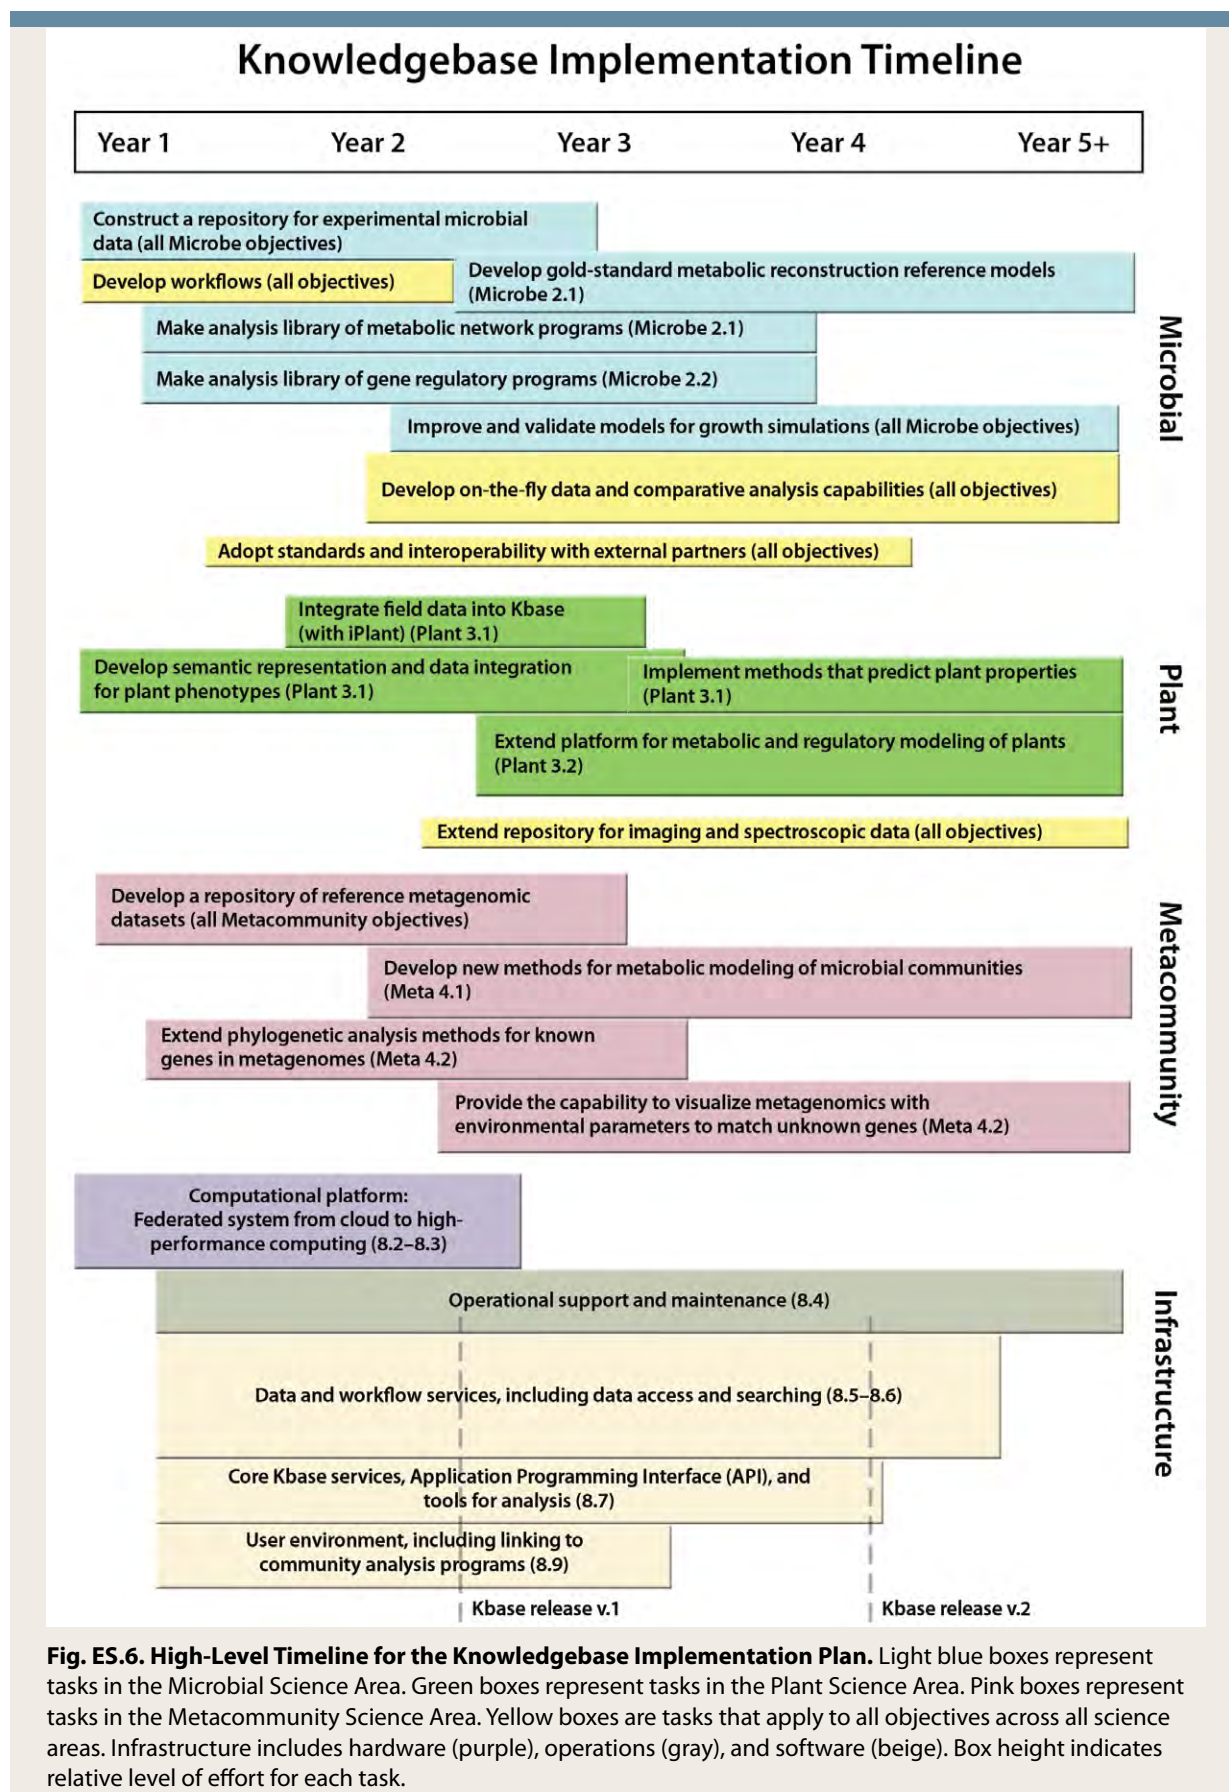 Knowledgebase Implementation Timeline
Year 1 Year 2 Year 3 Year 4 Year 5+
Construct a repository for experimental microbial
data (all Microbe objectives)
Develop workflows (all objectives)
Develop gold-standard metabolic reconstruction reference models
(Microbe 2.1)
Make analysis library of metabolic network programs (Microbe 2.1)
Make analysis library of gene regulatory programs (Microbe 2.2)
Improve and validate models for growth simulations (all Microbe objectives)
Develop on-the-fly data and comparative analysis capabilities (all objectives)
Adopt standards and interoperability with external partners (all objectives)
Microbial
Integrate field data into Kbase
(with iPlant) (Plant 3.1)
Develop semantic representation and data integration
for plant phenotypes (Plant 3.1)
Implement methods that predict plant properties
(Plant 3.1)
Extend platform for metabolic and regulatory modeling of plants
(Plant 3.2)
Extend repository for imaging and spectroscopic data (all objectives)
Plant
Develop a repository of reference metagenomic
datasets (all Metacommunity objectives)
Develop new methods for metabolic modeling of microbial communities
(Meta 4.1)
Extend phylogenetic analysis methods for known
genes in metagenomes (Meta 4.2)
Provide the capability to visualize metagenomics with
environmental parameters to match unknown genes (Meta 4.2)
Metacommunity
Computational platform:
Federated system from cloud to high-
performance computing (8.2–8.3)
Operational support and maintenance (8.4)
Data and workflow services, including data access and searching (8.5–8.6)
Core Kbase services, Application Programming Interface (API), and
tools for analysis (8.7)
User environment, including linking to
community analysis programs (8.9)
Infrastructure
Kbase release v.1
Kbase release v.2
Fig. ES.6. High-Level Timeline for the Knowledgebase Implementation Plan. Light blue boxes represent
tasks in the Microbial Science Area. Green boxes represent tasks in the Plant Science Area. Pink boxes represent
tasks in the Metacommunity Science Area. Yellow boxes are tasks that apply to all objectives across all science
areas. Infrastructure includes hardware (purple), operations (gray), and software (beige). Box height indicates
relative level of effort for each task.